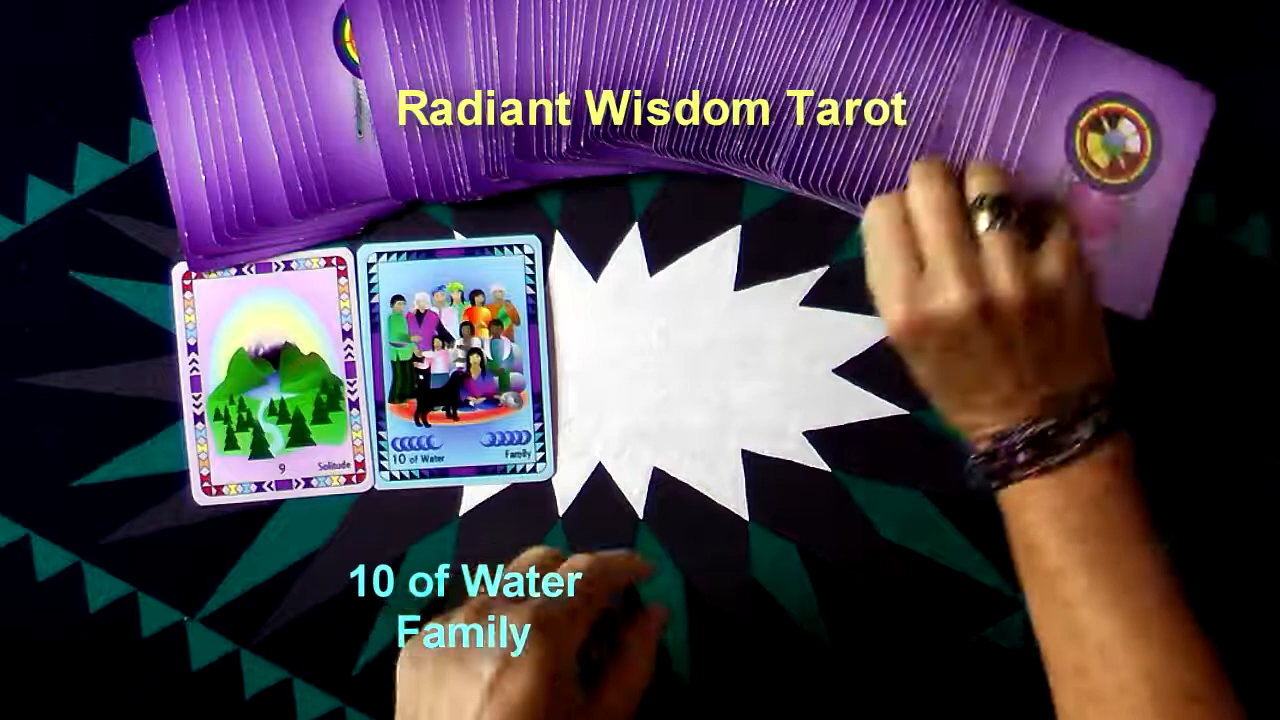 Radiant Wisdom Tarot
9 Solitude
10 of Water Family
10 of Water
Family